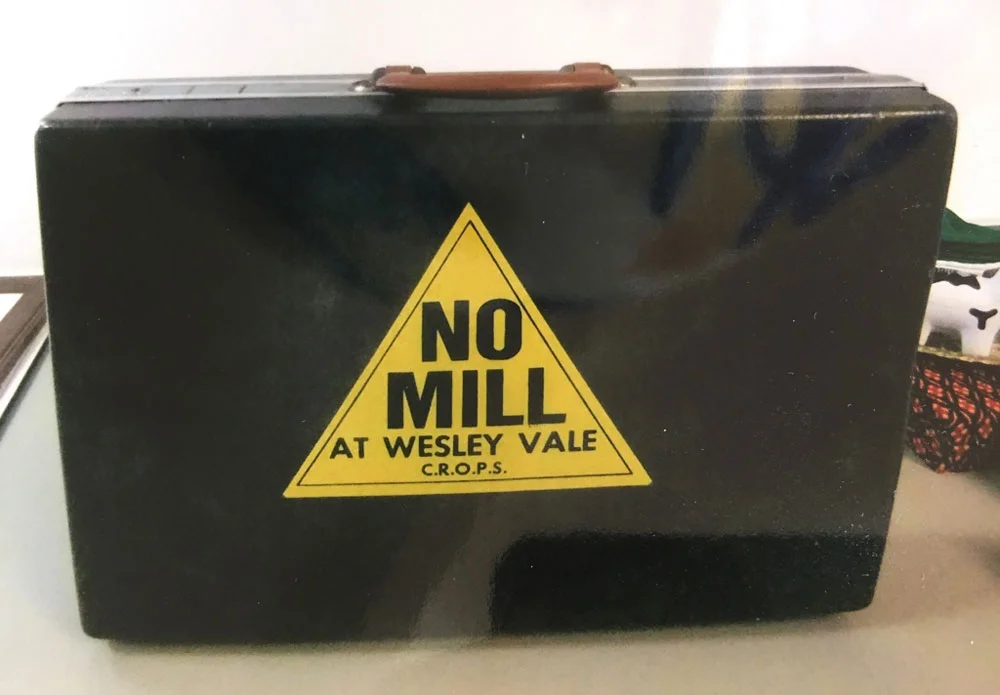 NO
MILL
AT WESLEY VALE
C.R.O.P.S.